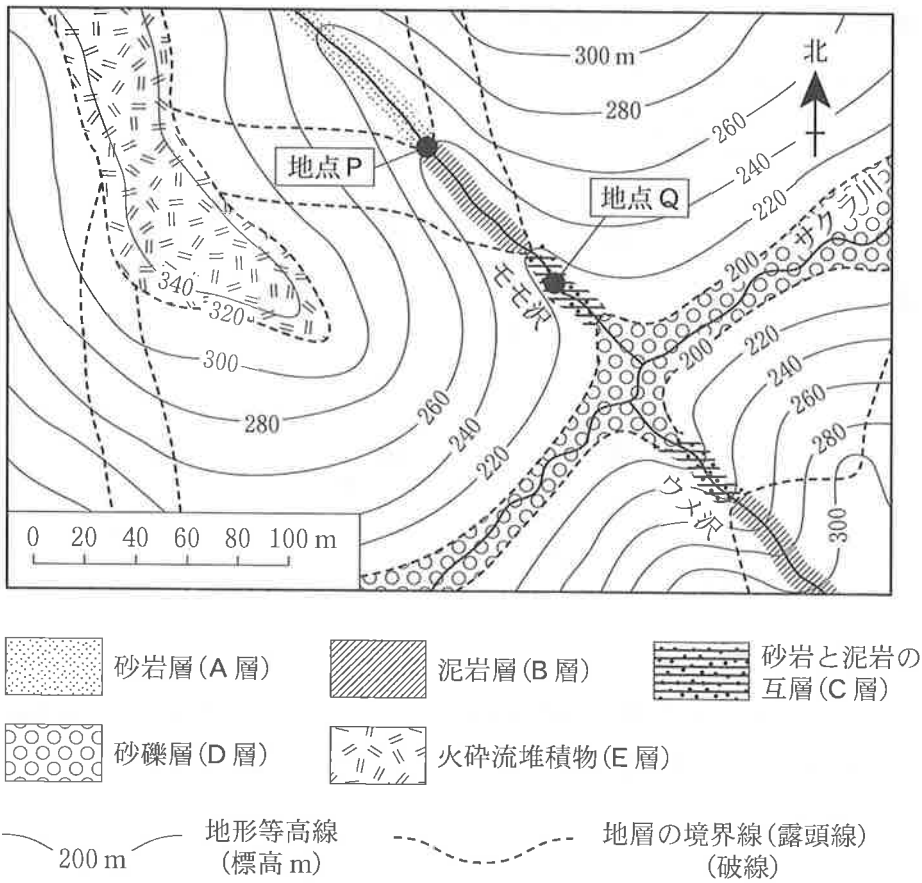 300 m
北
280
260
240
220
地点 P
地点 Q
サクラ川
200
モモ沢
340
320
300
280
260
240
220
200
220
240
260
280
300
ウメ沢
0 20 40 60 80 100 m
砂岩層(A 層)
泥岩層(B 層)
砂岩と泥岩の
互層(C 層)
砂礫層(D 層)
火砕流堆積物(E 層)
200 m
地形等高線
(標高 m)
地層の境界線(露頭線)
(破線)